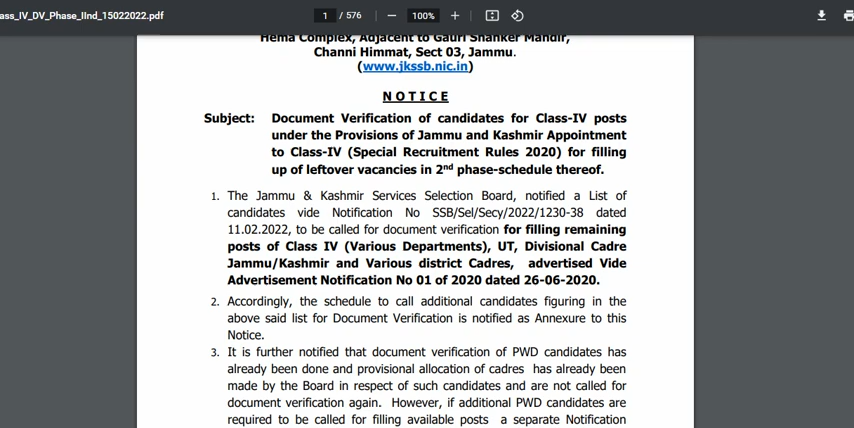 ass_IV_DV_Phase_IInd_15022022.pdf
1 / 576
100%
Hema Complex, Adjacent to Gauri Shanker Mandir,
Channi Himmat, Sect 03, Jammu.
(www.jkssb.nic.in)
NOTICE
Subject: Document Verification of candidates for Class-IV posts
under the Provisions of Jammu and Kashmir Appointment
to Class-IV (Special Recruitment Rules 2020) for filling
up of leftover vacancies in 2nd phase-schedule thereof.
1. The Jammu & Kashmir Services Selection Board, notified a List of
candidates vide Notification No SSB/Sel/Secy/2022/1230-38 dated
11.02.2022, to be called for document verification for filling remaining
posts of Class IV (Various Departments), UT, Divisional Cadre
Jammu/Kashmir and Various district Cadres, advertised Vide
Advertisement Notification No 01 of 2020 dated 26-06-2020.
2. Accordingly, the schedule to call additional candidates figuring in the
above said list for Document Verification is notified as Annexure to this
Notice.
3. It is further notified that document verification of PWD candidates has
already been done and provisional allocation of cadres has already been
made by the Board in respect of such candidates and are not called for
document verification again. However, if additional PWD candidates are
required to be called for filling available posts a separate Notification